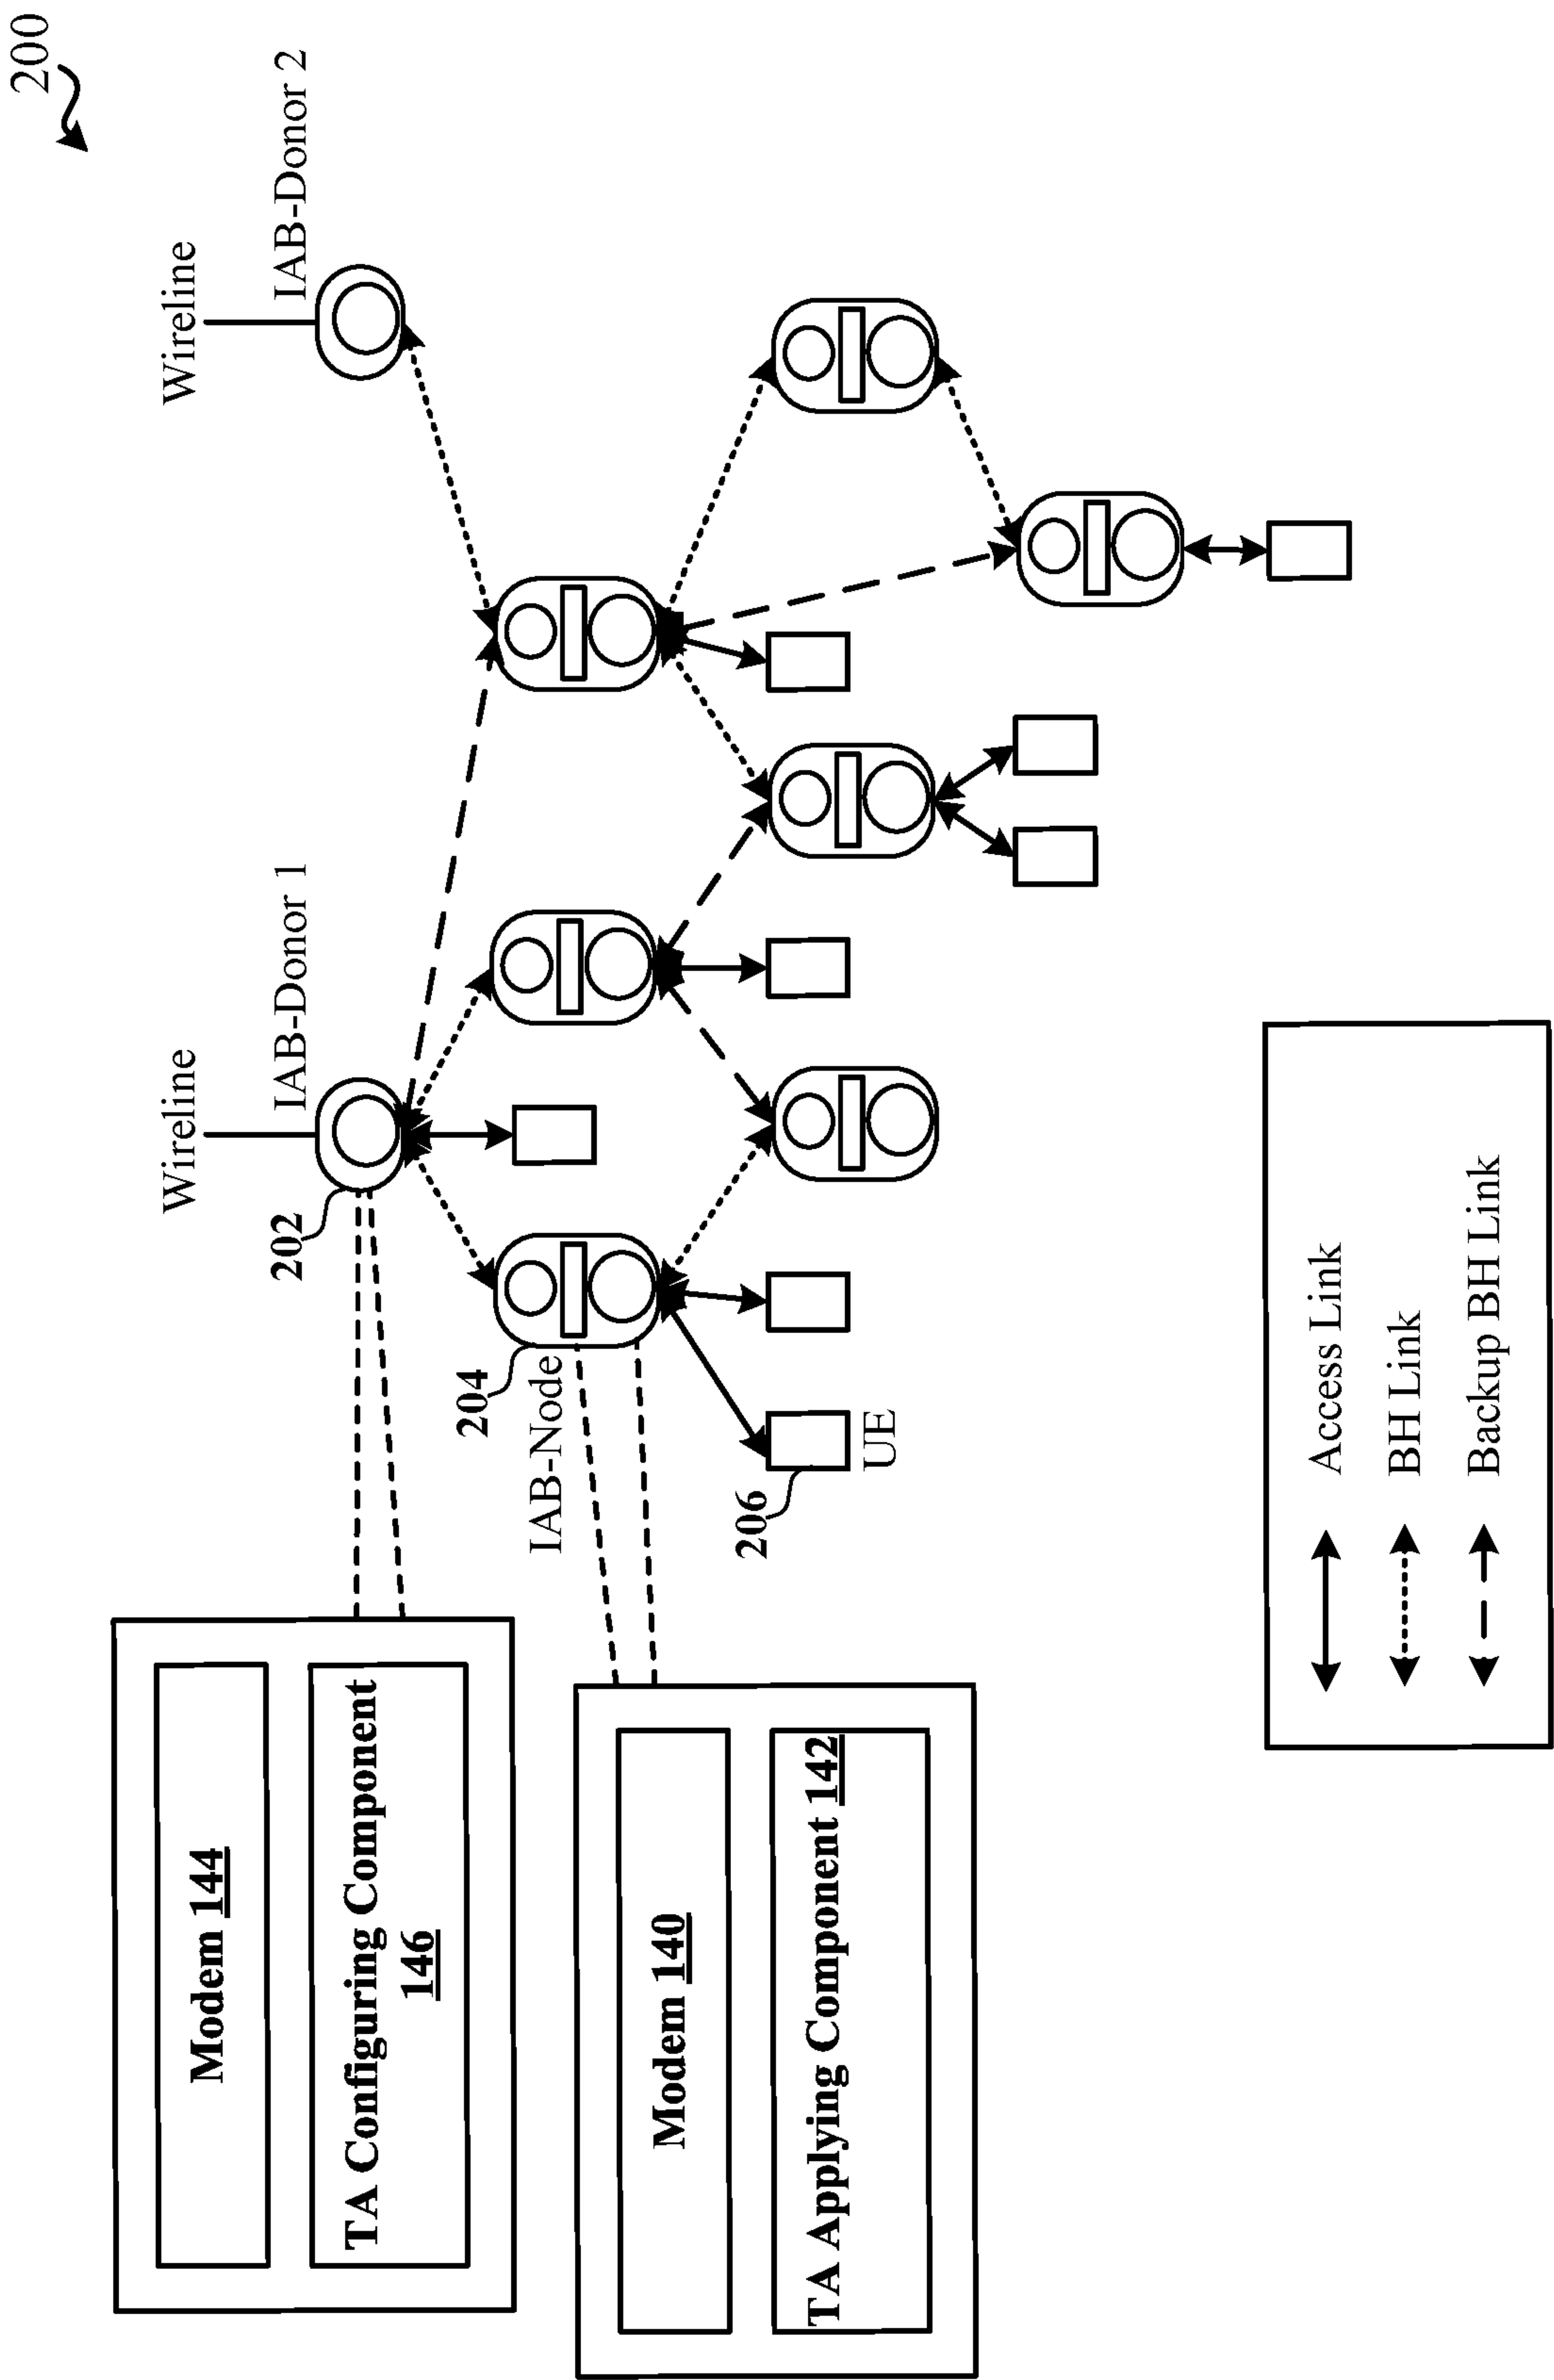 200
Wireline
Wireline
IAB-Donor 1
IAB-Donor 2
202
204
IAB-Node
206
UE
Modem 144
TA Configuring Component
146
Modem 140
TA Applying Component 142
Access Link
BH Link
Backup BH Link